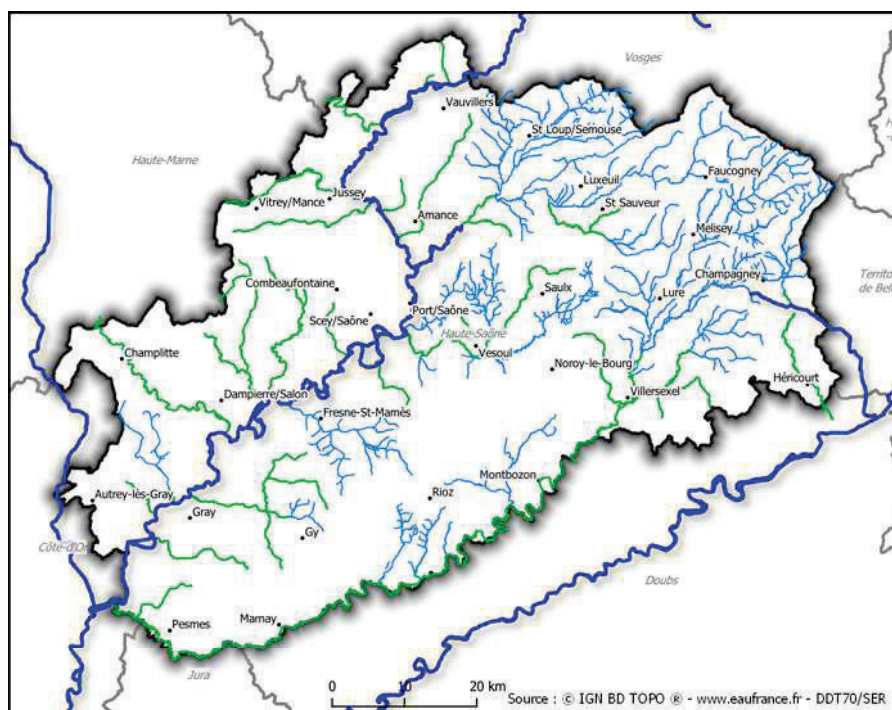 Vosges
Vauvillers
St Loup/Semouse
Haute-Marne
Luxeuil
Faucogney
Vitrey/Mance
Jussey
St Sauveur
Amance
Melisey
Combeaufontaine
Saulx
Champagney
Territo
de Bel
Lure
Scey/Saône
Port/Saône
Haute-Saône
Vesoul
Champlitte
Noroy-le-Bourg
Héricourt
Dampierre/Salon
Villersexel
Fresne-St-Mamès
Montbozon
Autrey-lès-Gray
Rioz
Gray
Gy
Côte-d'Or
Doubs
Pesmes
Marnay
Jura
0 10 20 km
Source : © IGN BD TOPO ® - www.eaufrance.fr - DDT70/SER